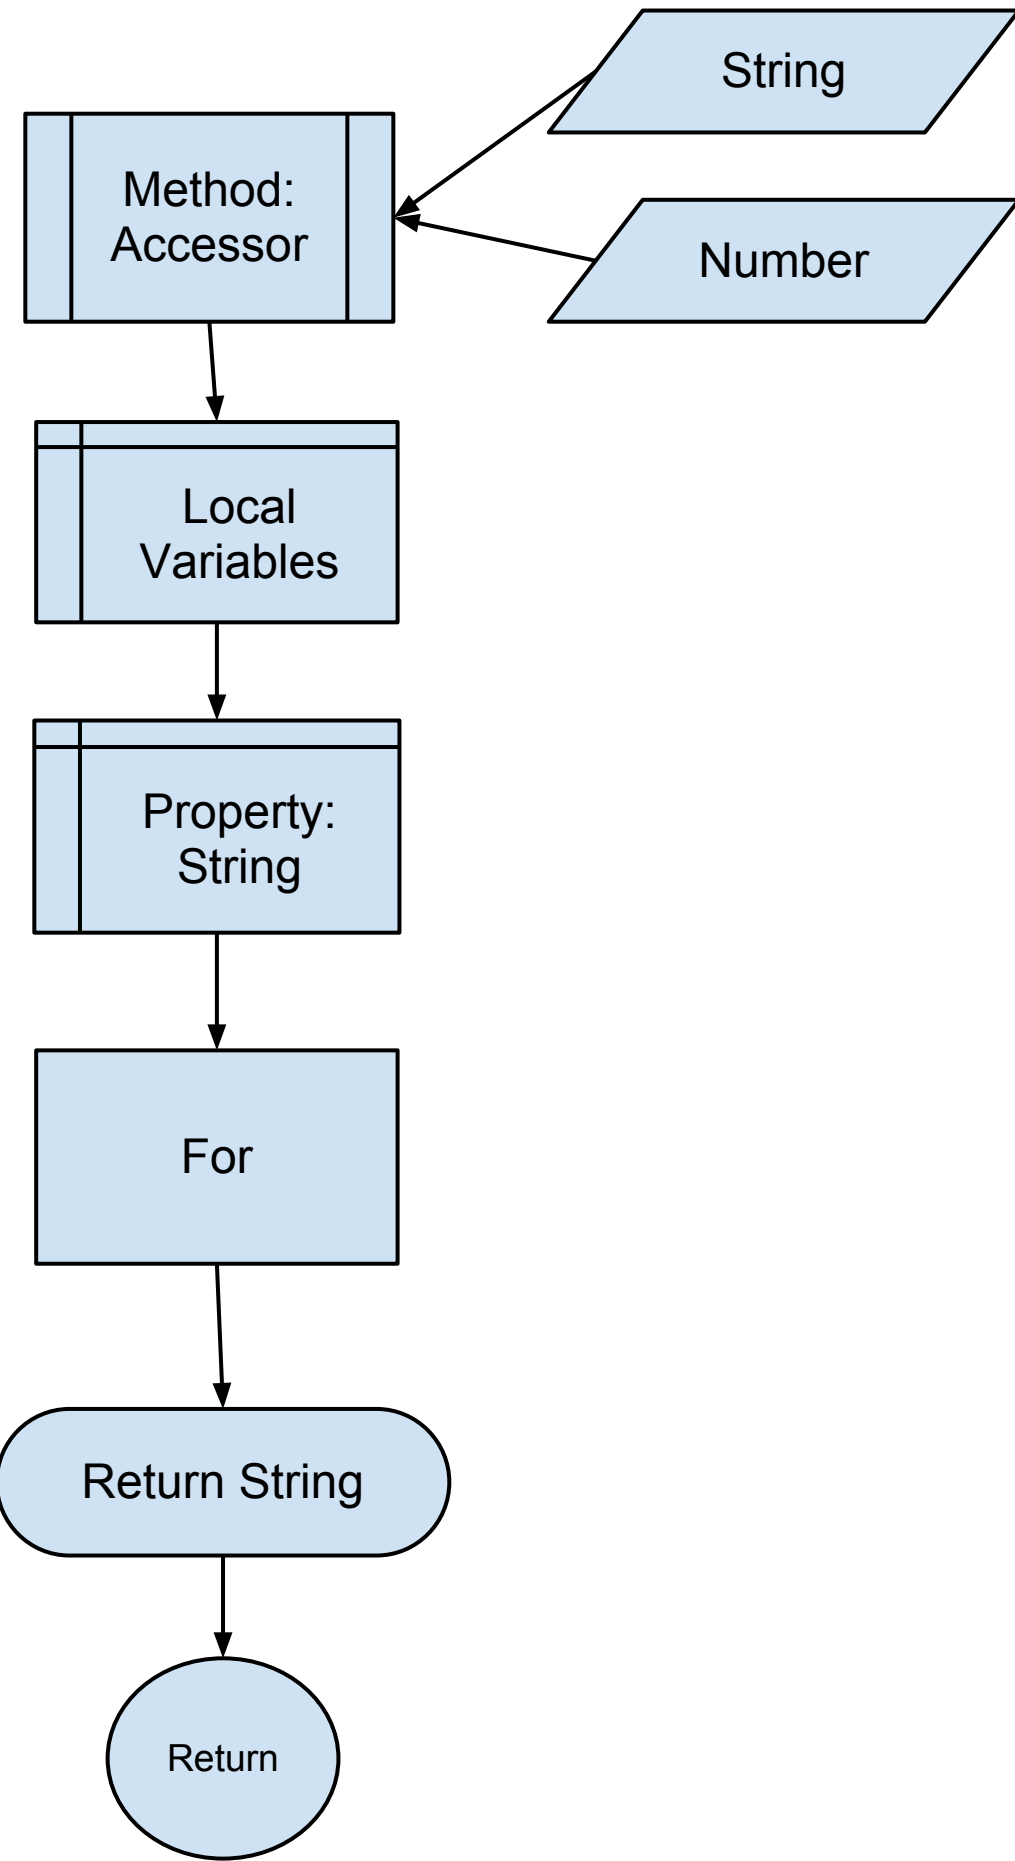 String
Method:
Accessor
Number
Local
Variables
Property:
String
For
Return String
Return